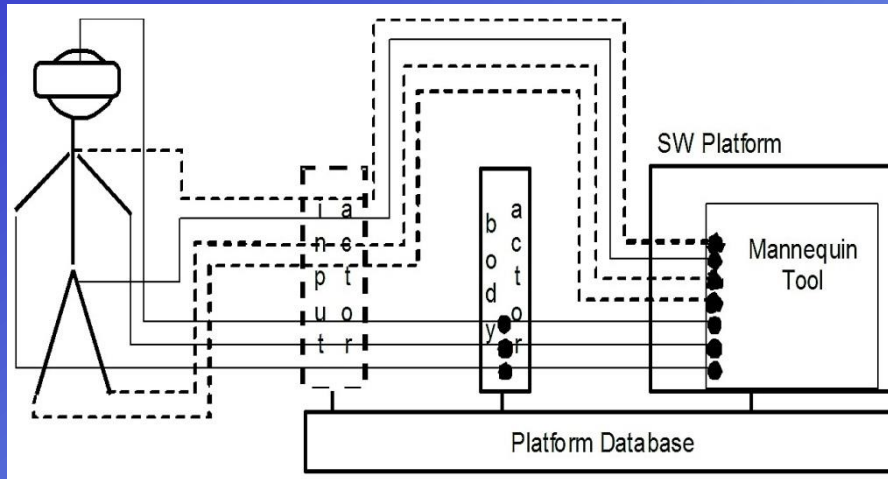 input
actor
body
actor
SW Platform
Mannequin
Tool
Platform Database